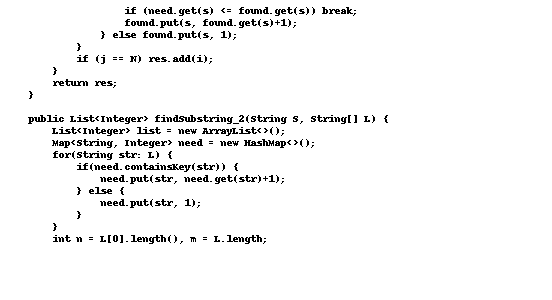 if (need.get(s) <= found.get(s)) break;
                found.put(s, found.get(s)+1);
            } else found.put(s, 1);
        }
        if (j == N) res.add(i);
    }
    return res;
}

public List<Integer> findSubstring_2(String S, String[] L) {
    List<Integer> list = new ArrayList<>();
    Map<String, Integer> need = new HashMap<>();
    for(String str: L) {
        if(need.containsKey(str)) {
            need.put(str, need.get(str)+1);
        } else {
            need.put(str, 1);
        }
    }
    int n = L[0].length(), m = L.length;